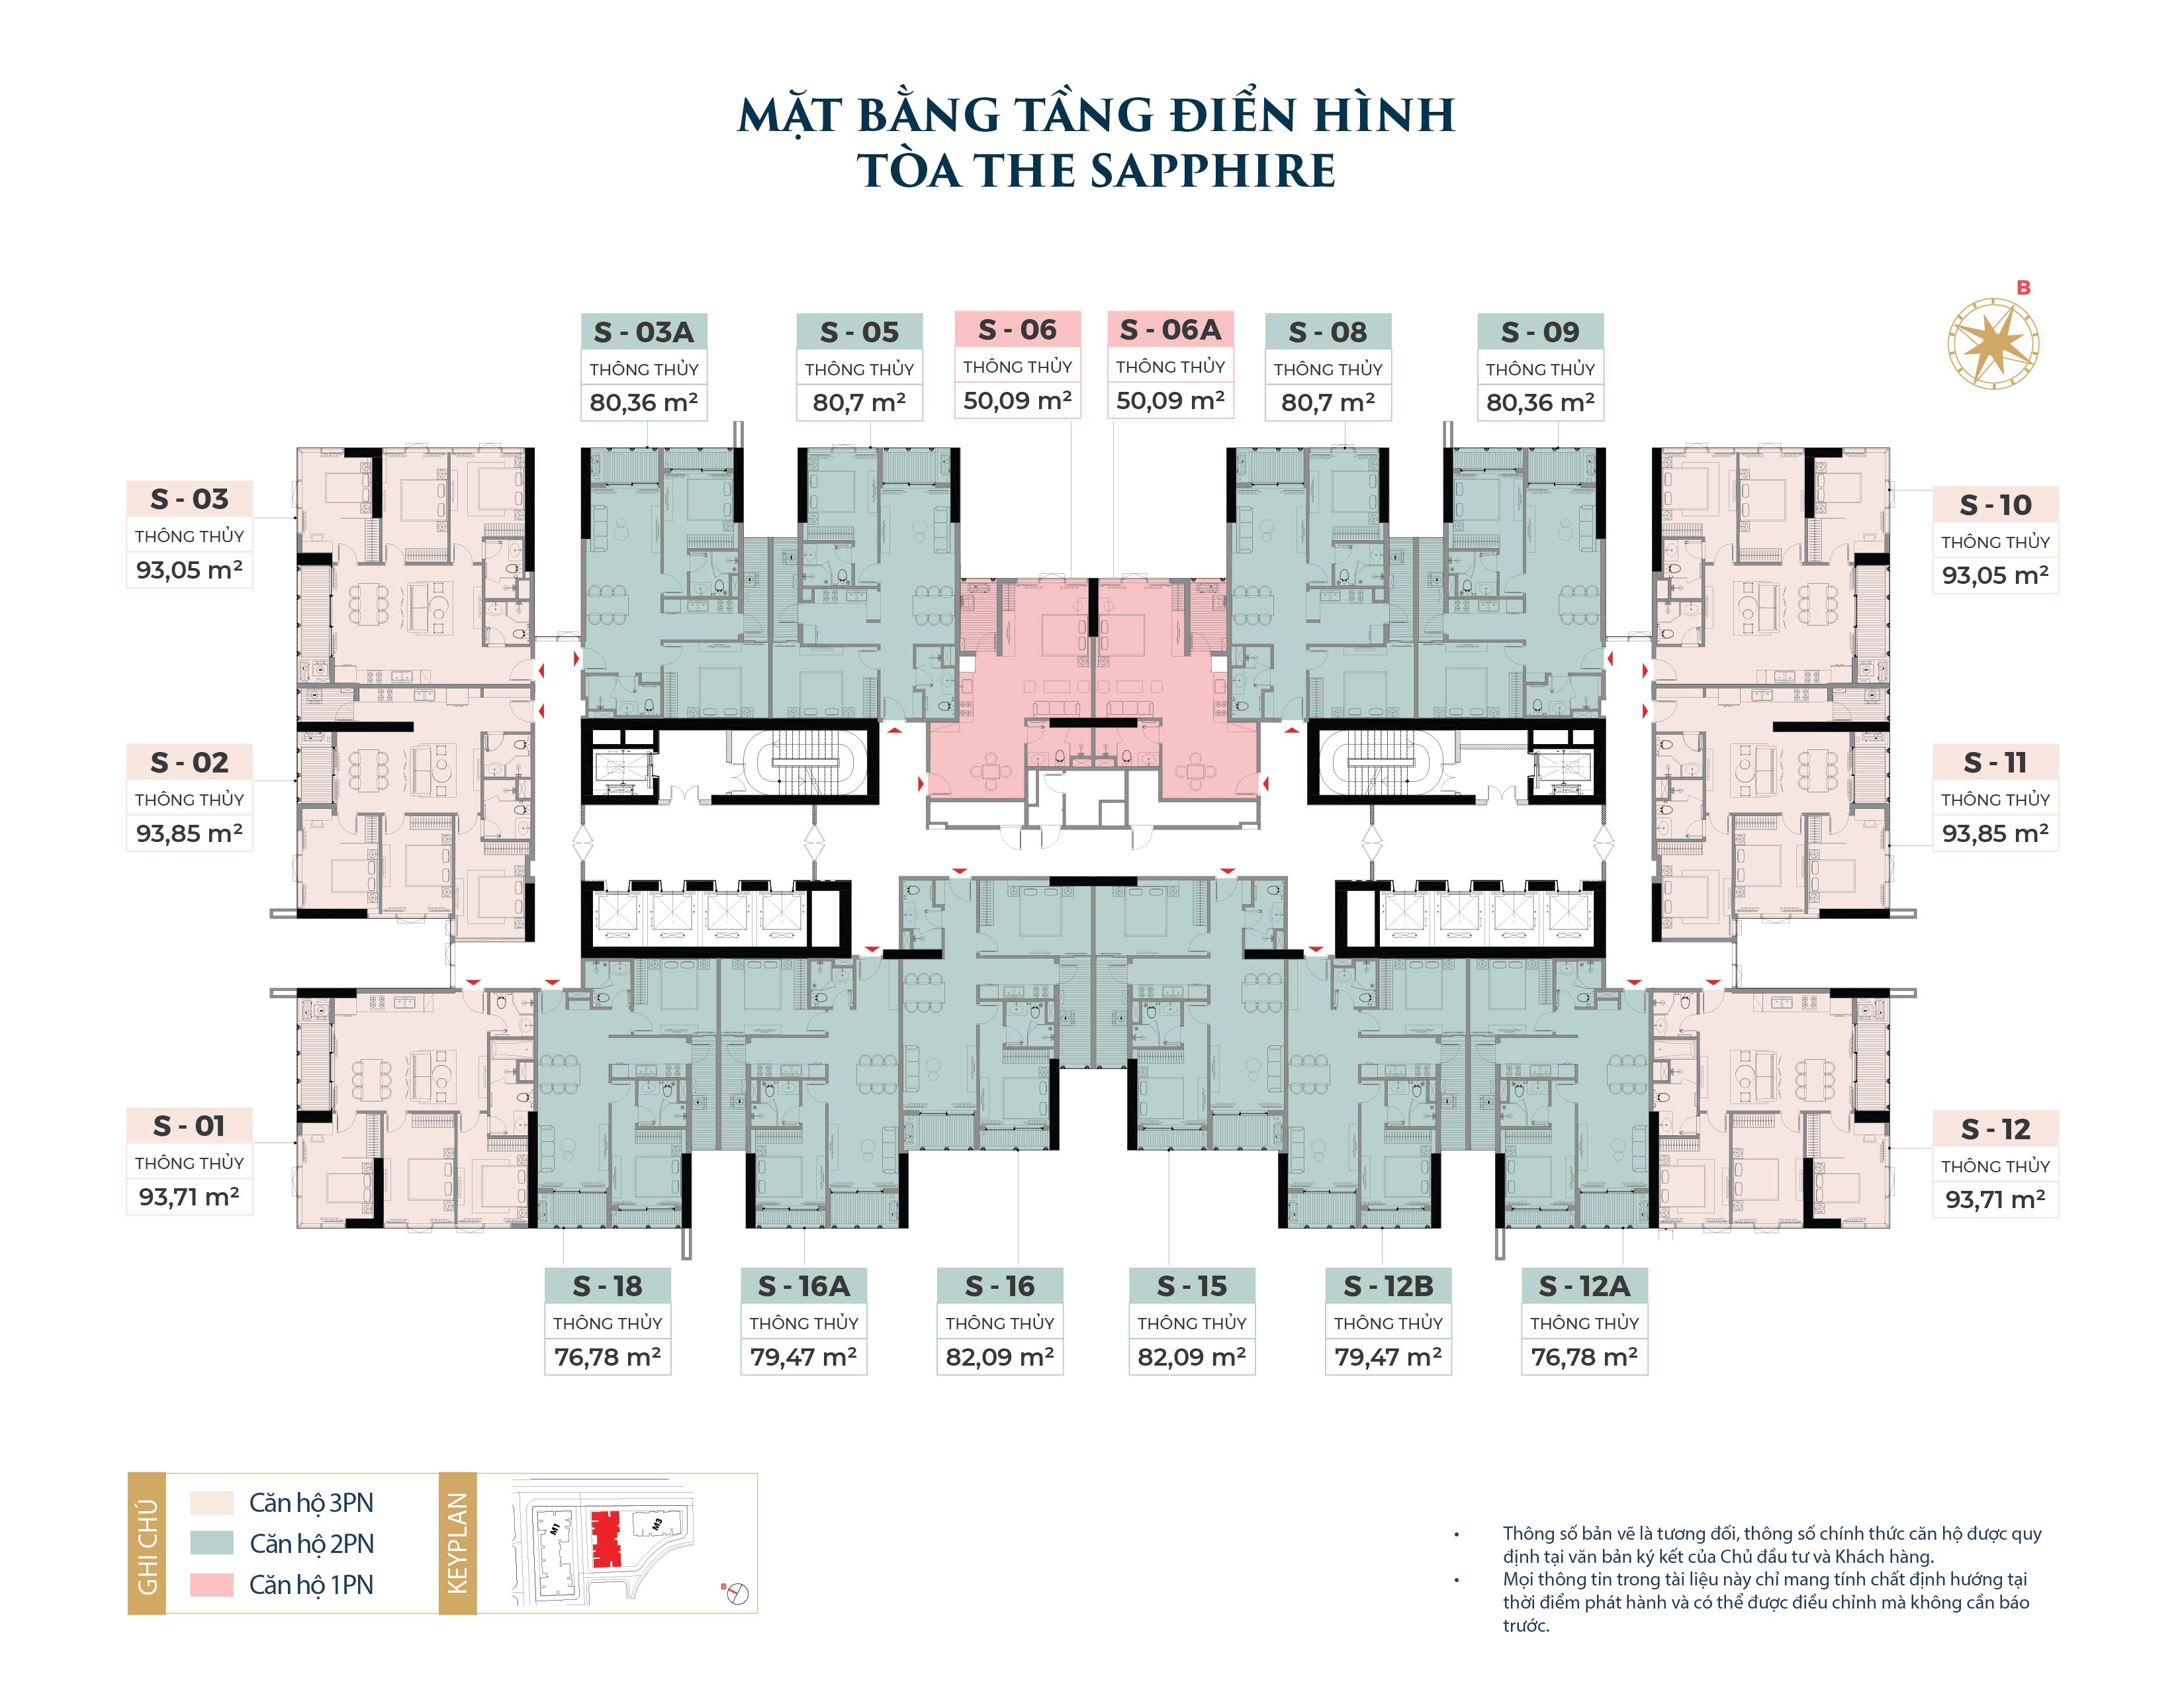 MẶT BẰNG TẦNG ĐIỂN HÌNH
TÒA THE SAPPHIRE
B
S - 03A
THÔNG THỦY
80,36 m²
S - 05
THÔNG THỦY
80,7 m²
S - 06
THÔNG THỦY
50,09 m²
S - 06A
THÔNG THỦY
50,09 m²
S - 08
THÔNG THỦY
80,7 m²
S - 09
THÔNG THỦY
80,36 m²
S - 03
THÔNG THỦY
93,05 m²
S - 10
THÔNG THỦY
93,05 m²
S - 02
THÔNG THỦY
93,85 m²
S - 11
THÔNG THỦY
93,85 m²
S - 01
THÔNG THỦY
93,71 m²
S - 12
THÔNG THỦY
93,71 m²
S - 18
THÔNG THỦY
76,78 m²
S - 16A
THÔNG THỦY
79,47 m²
S - 16
THÔNG THỦY
82,09 m²
S - 15
THÔNG THỦY
82,09 m²
S - 12B
THÔNG THỦY
79,47 m²
S - 12A
THÔNG THỦY
76,78 m²
GHI CHÚ
Căn hộ 3PN
Căn hộ 2PN
Căn hộ 1PN
KEYPLAN
M1
M3
B
• Thông số bản vẽ là tương đối, thông số chính thức căn hộ được quy
định tại văn bản ký kết của Chủ đầu tư và Khách hàng.
• Mọi thông tin trong tài liệu này chỉ mang tính chất định hướng tại
thời điểm phát hành và có thể được điều chỉnh mà không cần báo
trước.